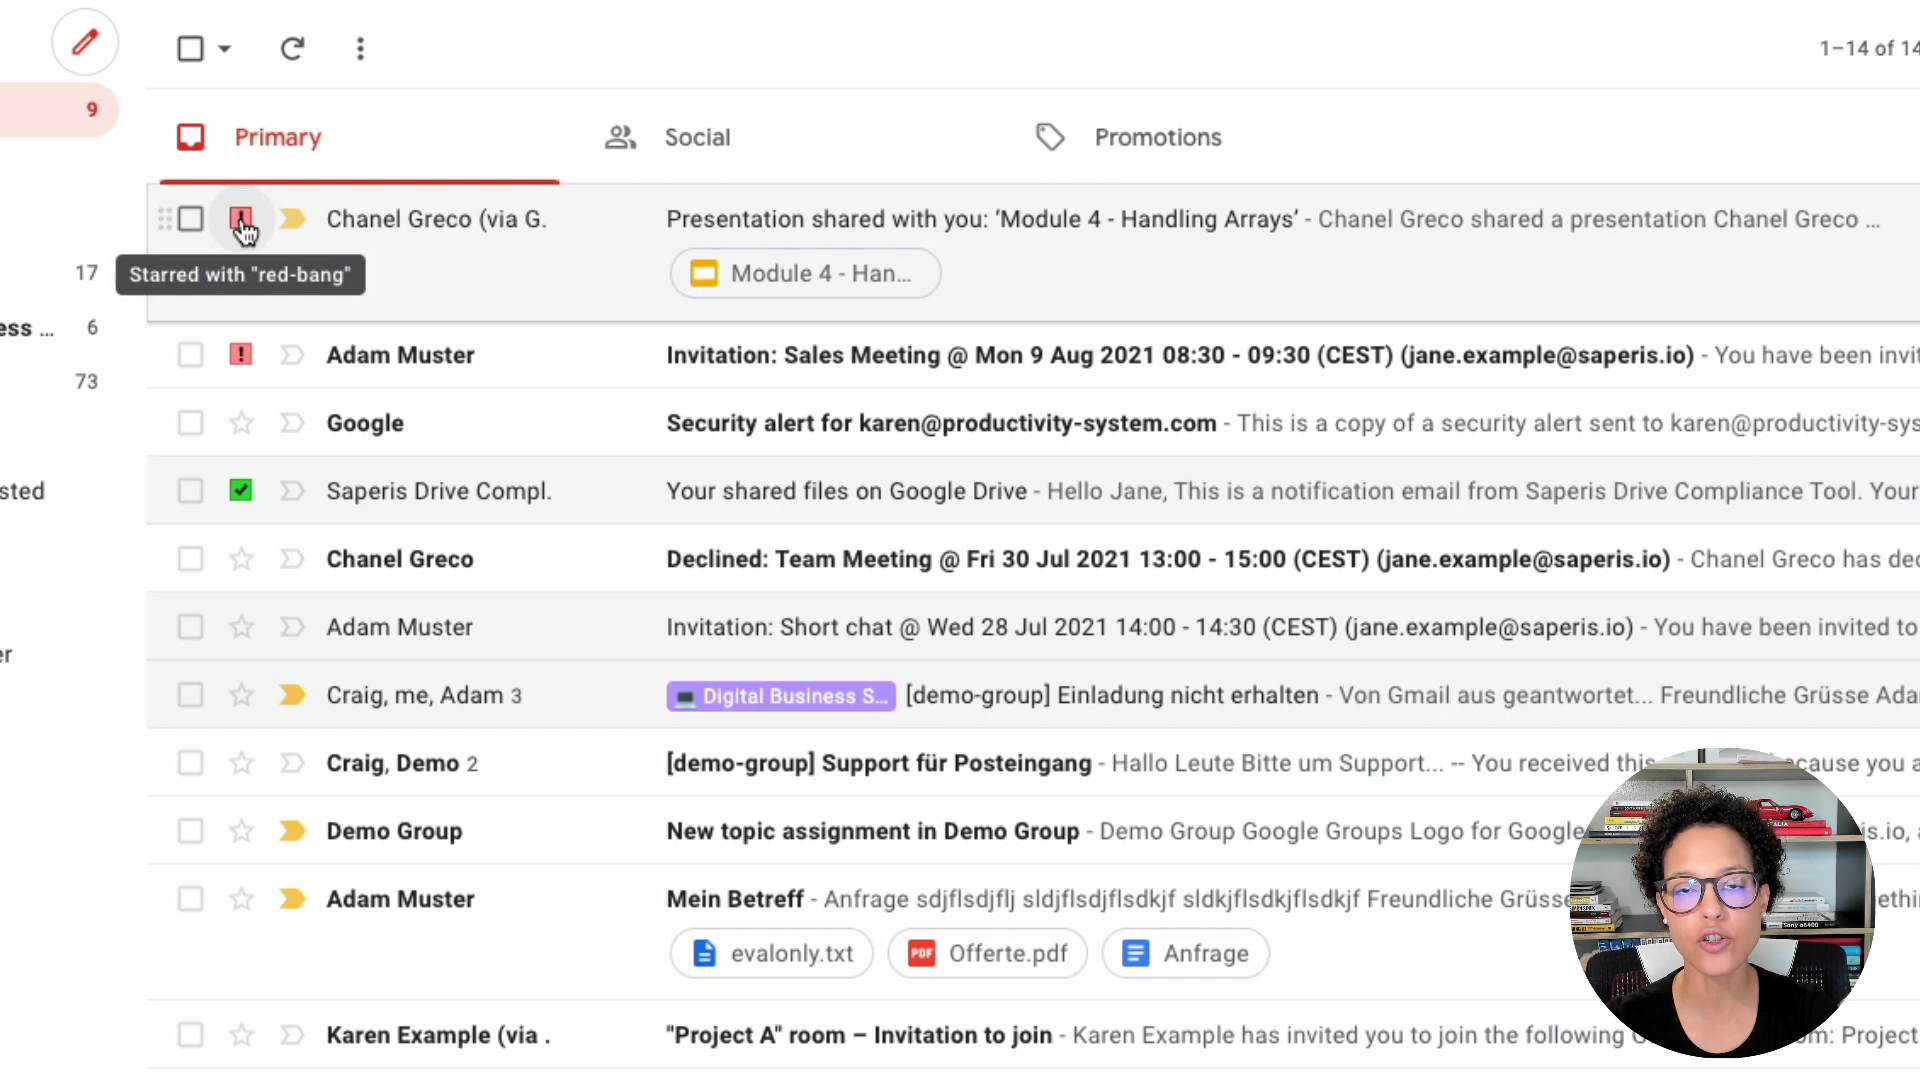 1–14 of 14
9
Primary Social Promotions
Chanel Greco (via G. Presentation shared with you: ‘Module 4 - Handling Arrays’ - Chanel Greco shared a presentation Chanel Greco ...
17 Starred with "red-bang" Module 4 - Han...
ess ... 6
! Adam Muster Invitation: Sales Meeting @ Mon 9 Aug 2021 08:30 - 09:30 (CEST) (jane.example@saperis.io) - You have been invit
73
Google Security alert for karen@productivity-system.com - This is a copy of a security alert sent to karen@productivity-sys
sted Saperis Drive Compl. Your shared files on Google Drive - Hello Jane, This is a notification email from Saperis Drive Compliance Tool. Your
Chanel Greco Declined: Team Meeting @ Fri 30 Jul 2021 13:00 - 15:00 (CEST) (jane.example@saperis.io) - Chanel Greco has dec
Adam Muster Invitation: Short chat @ Wed 28 Jul 2021 14:00 - 14:30 (CEST) (jane.example@saperis.io) - You have been invited to
er
Craig, me, Adam 3 Digital Business S... [demo-group] Einladung nicht erhalten - Von Gmail aus geantwortet... Freundliche Grüsse Ada
Craig, Demo 2 [demo-group] Support für Posteingang - Hallo Leute Bitte um Support... -- You received this cause you a
Demo Group New topic assignment in Demo Group - Demo Group Google Groups Logo for Google is.io, a
Adam Muster Mein Betreff - Anfrage sdjflsdjflj sldjflsdjflsdkjf sldkjflsdkjflsdkjf Freundliche Grüsse ethi
evalonly.txt PDF Offerte.pdf Anfrage
Karen Example (via . "Project A" room – Invitation to join - Karen Example has invited you to join the following G m: Project